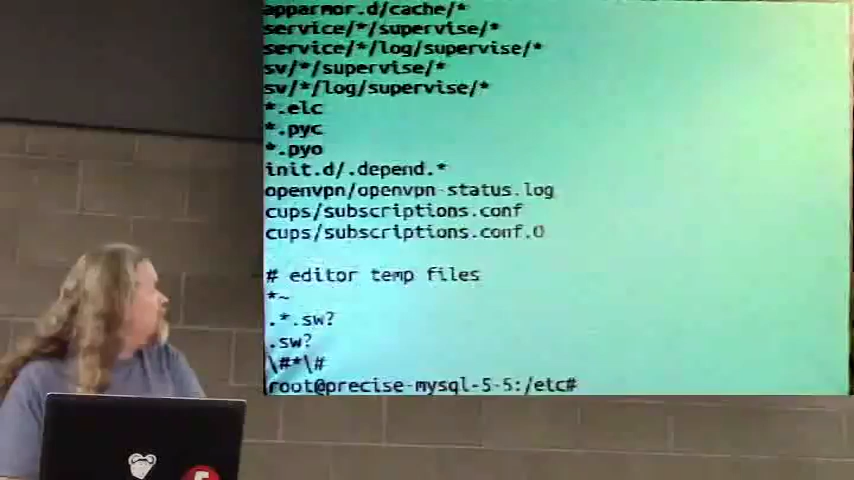 apparmor.d/cache/*
service/*/supervise/*
service/*/log/supervise/*
sv/*/supervise/*
sv/*/log/supervise/*
*.elc
*.pyc
*.pyo
init.d/.depend.*
openvpn/openvpn-status.log
cups/subscriptions.conf
cups/subscriptions.conf.O

# editor temp files
*~
.*.sw?
.sw?
\#*\#
root@precise-mysql-5-5:/etc#